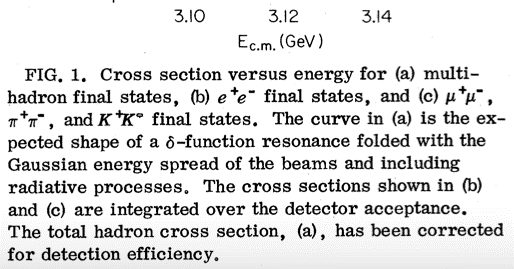 3.10 3.12 3.14
Ec.m. (GeV)
FIG. 1. Cross section versus energy for (a) multi-
hadron final states, (b) e⁺e⁻ final states, and (c) μ⁺μ⁻,
π⁺π⁻, and K⁺K⁻ final states. The curve in (a) is the ex-
pected shape of a δ-function resonance folded with the
Gaussian energy spread of the beams and including
radiative processes. The cross sections shown in (b)
and (c) are integrated over the detector acceptance.
The total hadron cross section, (a), has been corrected
for detection efficiency.